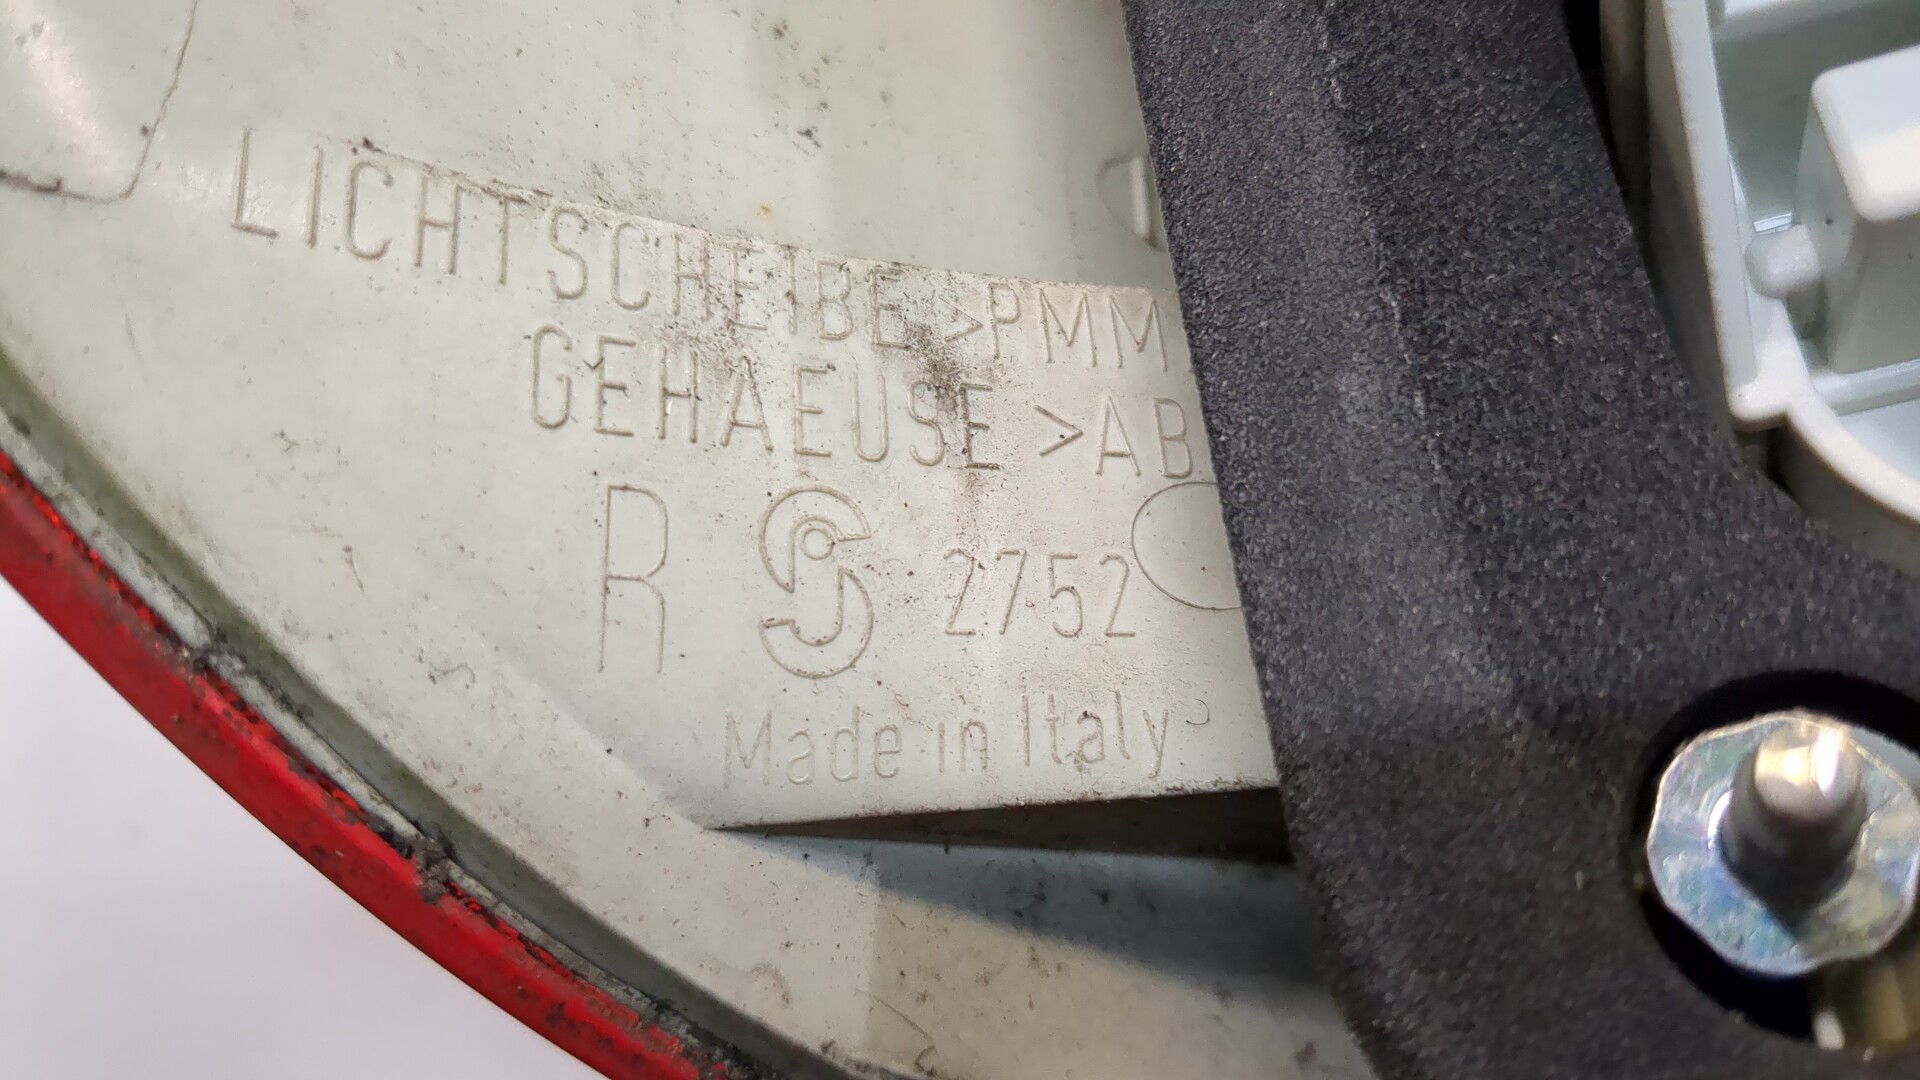 LICHTSCHEIBE >PMM
GEHAEUSE >AB
R 2752
Made in Italy